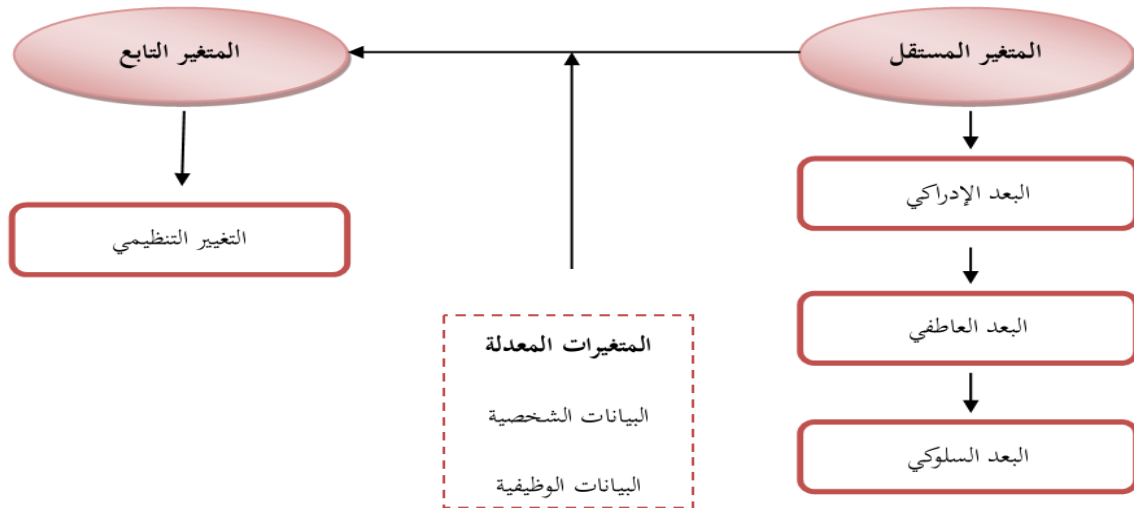 المتغير المستقل
المتغير التابع
البعد الإدراكي
التغيير التنظيمي
البعد العاطفي
المتغيرات المعدلة
البيانات الشخصية
البعد السلوكي
البيانات الوظيفية